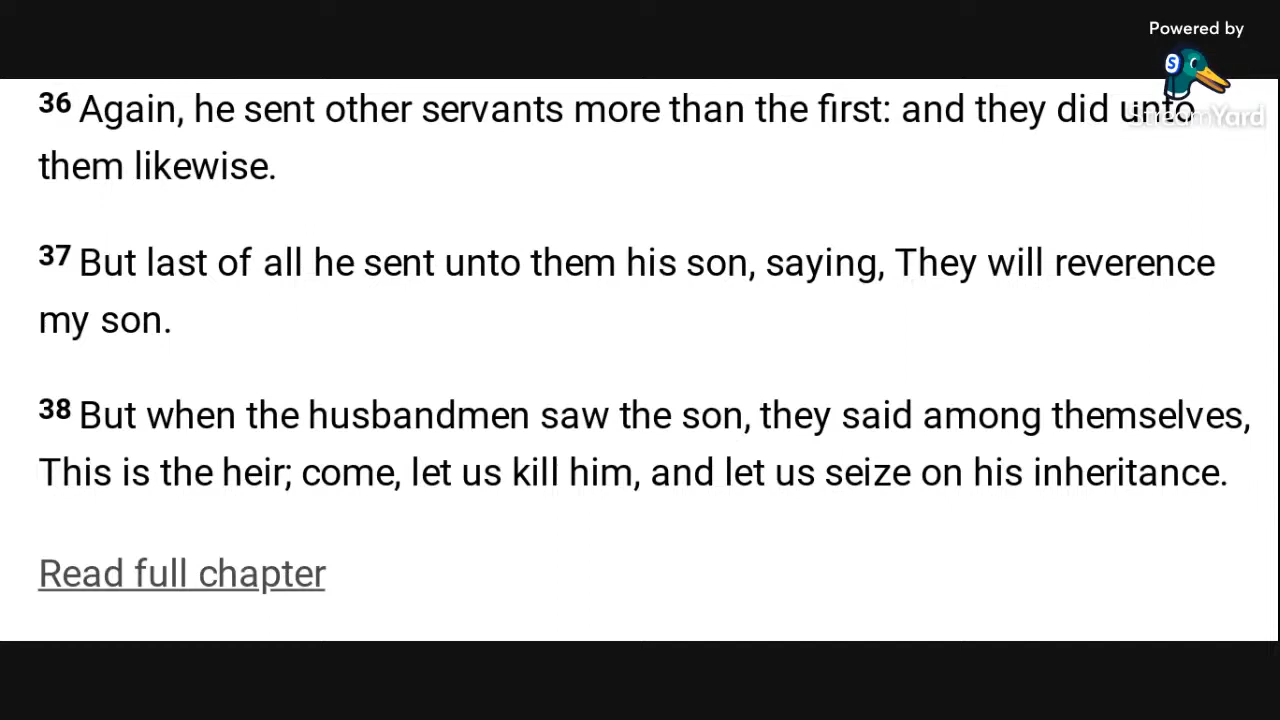 Powered by
S
StreamYard
36 Again, he sent other servants more than the first: and they did unto
them likewise.
37 But last of all he sent unto them his son, saying, They will reverence
my son.
38 But when the husbandmen saw the son, they said among themselves,
This is the heir; come, let us kill him, and let us seize on his inheritance.
Read full chapter